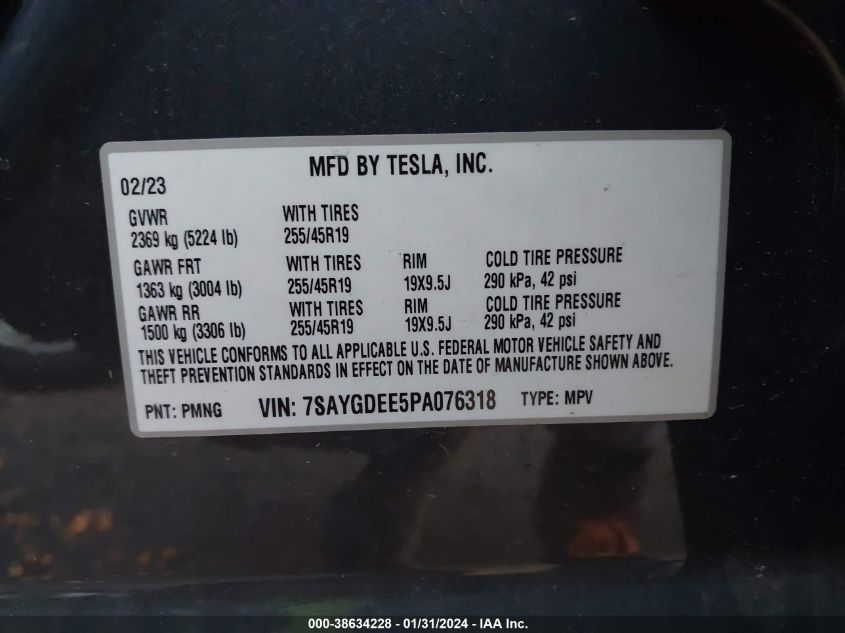 MFD BY TESLA, INC.
02/23
GVWR WITH TIRES
2369 kg (5224 lb) 255/45R19
GAWR FRT WITH TIRES RIM COLD TIRE PRESSURE
1363 kg (3004 lb) 255/45R19 19X9.5J 290 kPa, 42 psi
GAWR RR WITH TIRES RIM COLD TIRE PRESSURE
1500 kg (3306 lb) 255/45R19 19X9.5J 290 kPa, 42 psi
THIS VEHICLE CONFORMS TO ALL APPLICABLE U.S. FEDERAL MOTOR VEHICLE SAFETY AND
THEFT PREVENTION STANDARDS IN EFFECT ON THE DATE OF MANUFACTURE SHOWN ABOVE.
PNT: PMNG VIN: 7SAYGDEE5PA076318 TYPE: MPV
000-38634228 - 01/31/2024 - IAA Inc.